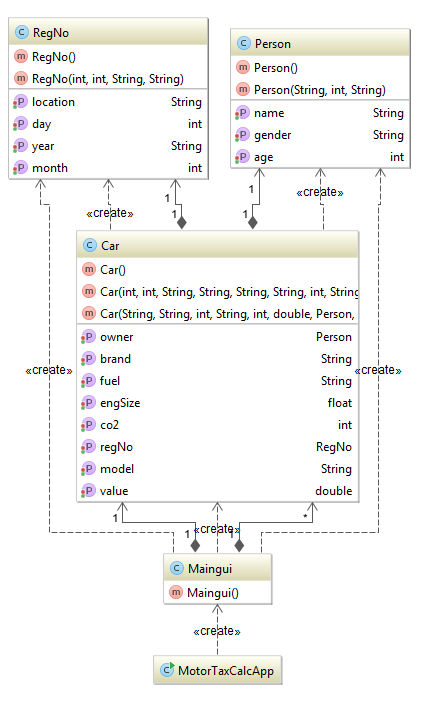 RegNo
RegNo()
RegNo(int, int, String, String)
location String
day int
year String
month int
Person
Person()
Person(String, int, String)
name String
gender String
age int
1
1
1
1
«create»
«create»
Car
Car()
Car(int, int, String, String, String, String, int, String
Car(String, String, int, String, int, double, Person,
owner Person
brand String
fuel String
engSize float
co2 int
regNo RegNo
model String
value double
«create»
«create»
1
1
«create»
1
*
Maingui
Maingui()
«create»
MotorTaxCalcApp